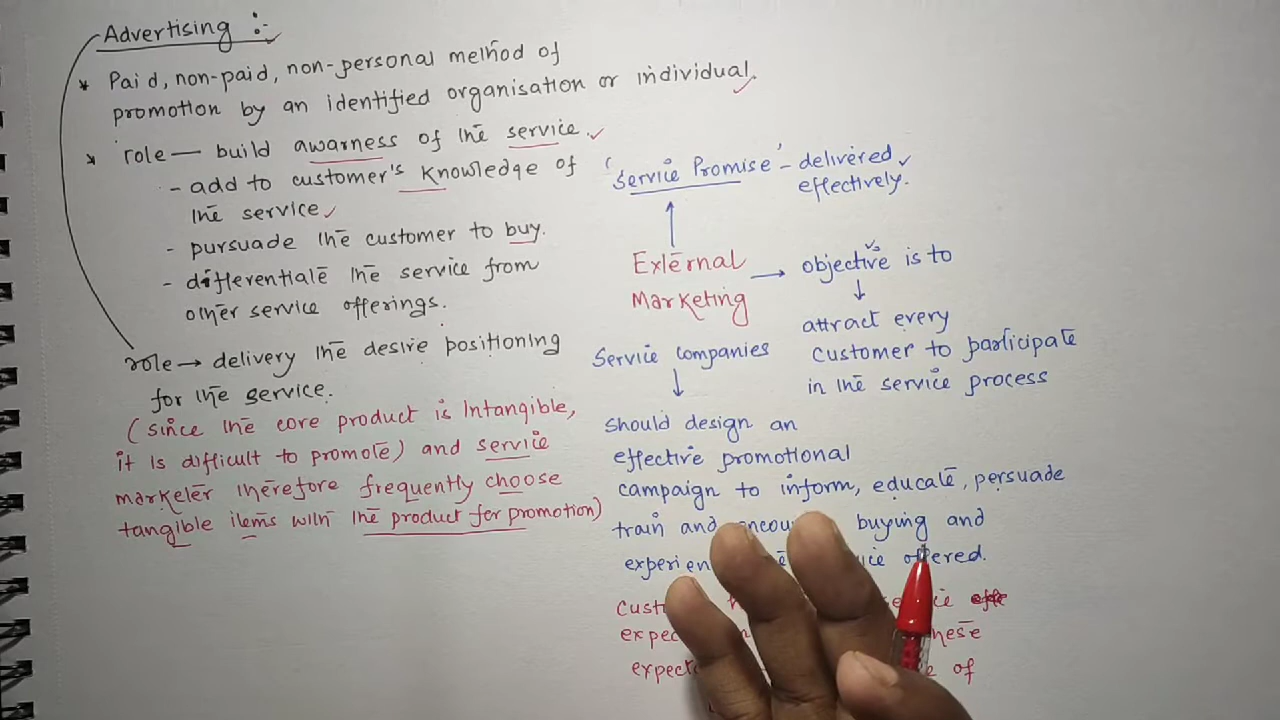 Advertising :-
* Paid, non-paid, non-personal method of
promotion by an identified organisation or individual.
* role — build awarness of the service.
- add to customer's knowledge of
the service
- pursuade the customer to buy.
- differentiate the service from
other service offerings.
role → delivery the desire positioning
for the service.
(since the core product is Intangible,
it is difficult to promote) and service
marketer therefore frequently choose
tangible items with the product for promotion)
'Service Promise' - delivered
effectively.
External
Marketing → objective is to
attract every
customer to participate
in the service process
Service companies
should design an
effective promotional
campaign to inform, educate, persuade
train and buying and
offered.
expec
expect of